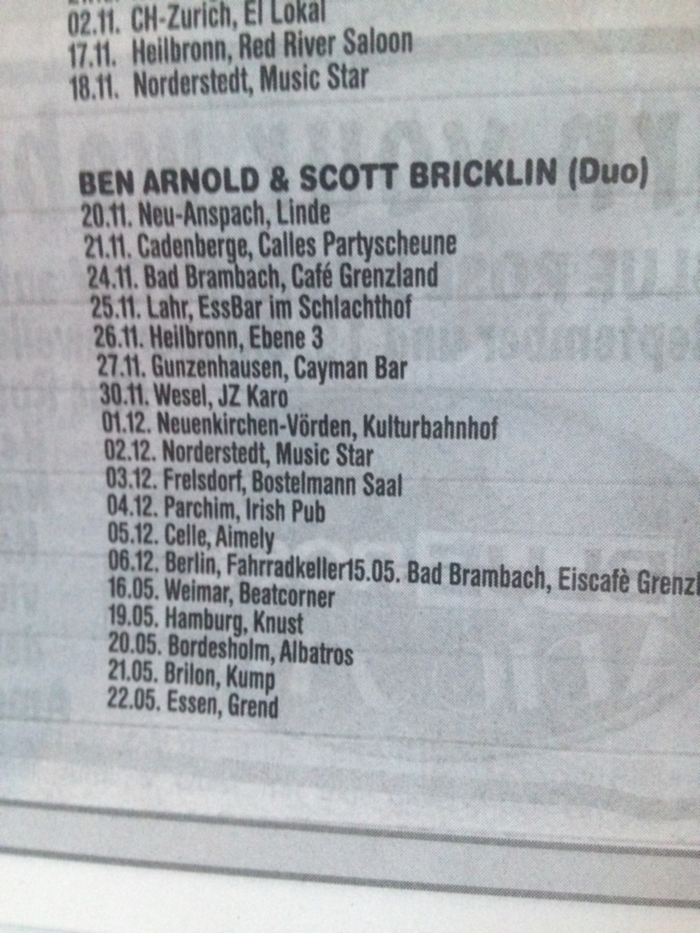 02.11. CH-Zurich, El Lokal
17.11. Heilbronn, Red River Saloon
18.11. Norderstedt, Music Star
BEN ARNOLD & SCOTT BRICKLIN (Duo)
20.11. Neu-Anspach, Linde
21.11. Cadenberge, Calles Partyscheune
24.11. Bad Brambach, Café Grenzland
25.11. Lahr, EssBar im Schlachthof
26.11. Heilbronn, Ebene 3
27.11. Gunzenhausen, Cayman Bar
30.11. Wesel, JZ Karo
01.12. Neuenkirchen-Vörden, Kulturbahnhof
02.12. Norderstedt, Music Star
03.12. Frelsdorf, Bostelmann Saal
04.12. Parchim, Irish Pub
05.12. Celle, Aimely
06.12. Berlin, Fahrradkeller15.05. Bad Brambach, Eiscafè Grenzl
16.05. Weimar, Beatcorner
19.05. Hamburg, Knust
20.05. Bordesholm, Albatros
21.05. Brilon, Kump
22.05. Essen, Grend